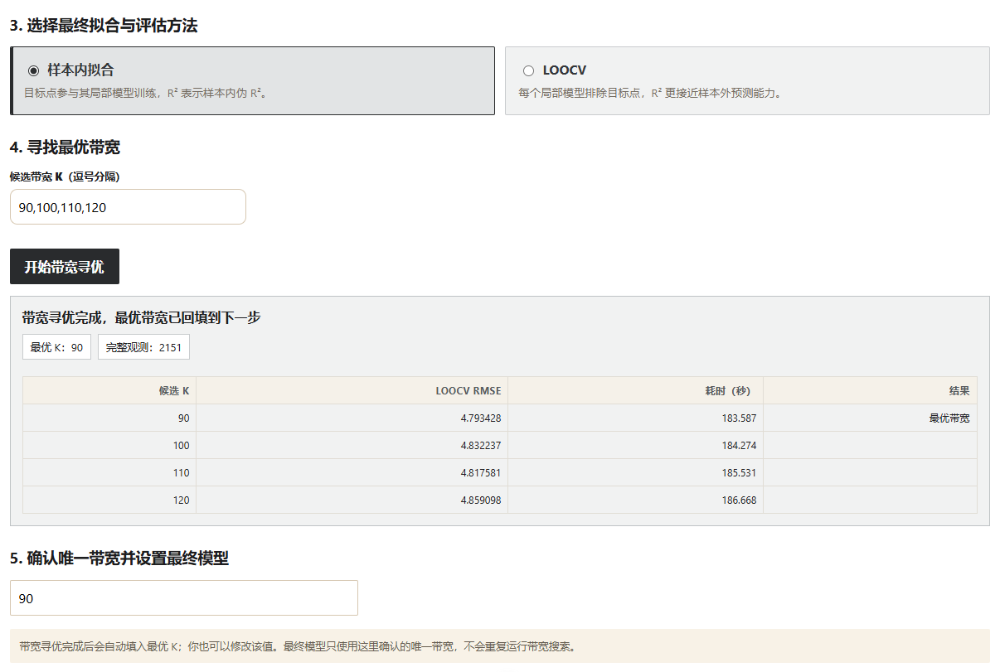 3. 选择最终拟合与评估方法
样本内拟合
目标点参与其局部模型训练，R² 表示样本内伪 R²。
LOOCV
每个局部模型排除目标点，R² 更接近样本外预测能力。
4. 寻找最优带宽
候选带宽 K（逗号分隔）
90,100,110,120
开始带宽寻优
带宽寻优完成，最优带宽已回填到下一步
最优 K：90 完整观测：2151
候选 K LOOCV RMSE 耗时（秒） 结果
90 4.793428 183.587 最优带宽
100 4.832237 184.274
110 4.817581 185.531
120 4.859098 186.668
5. 确认唯一带宽并设置最终模型
90
带宽寻优完成后会自动填入最优 K；你也可以修改该值。最终模型只使用这里确认的唯一带宽，不会重复运行带宽搜索。